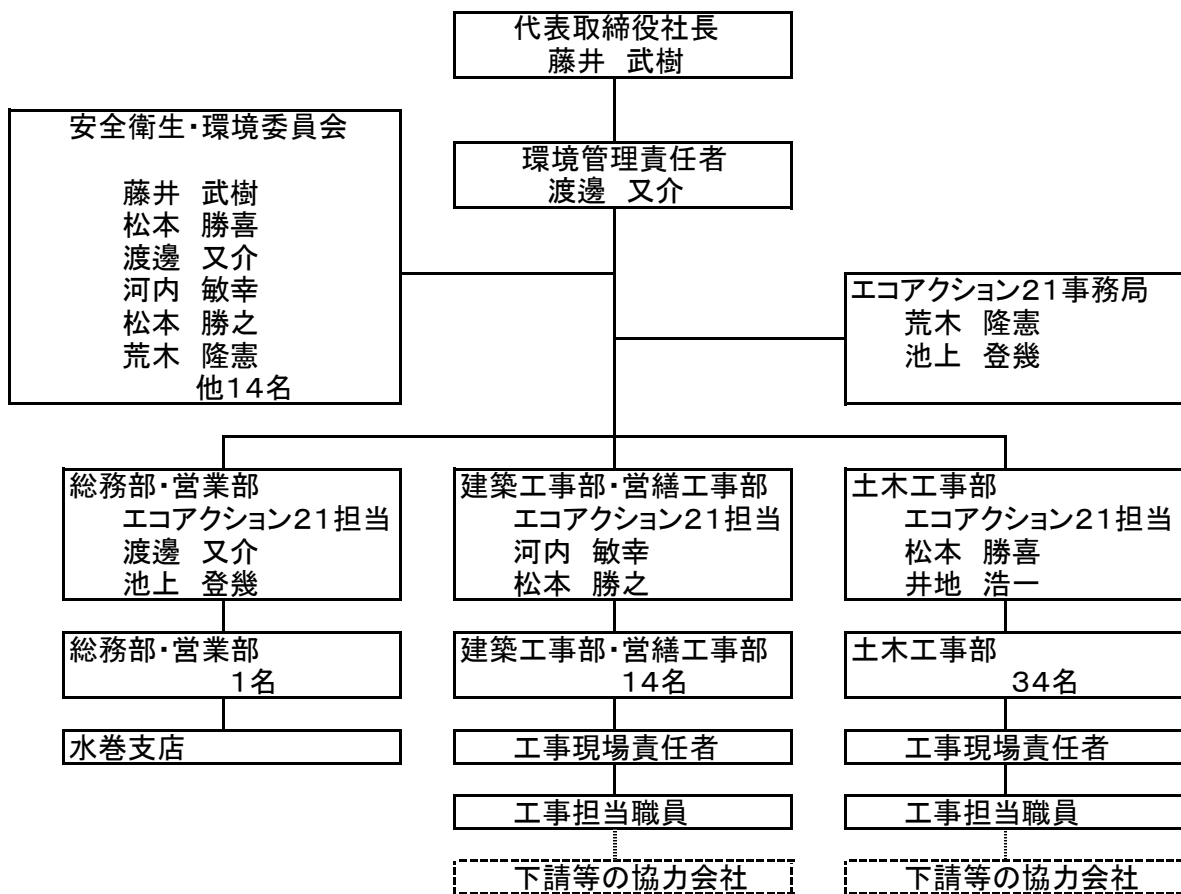 代表取締役社長
藤井 武樹
安全衛生・環境委員会
藤井 武樹
松本 勝喜
渡邊 又介
河内 敏幸
松本 勝之
荒木 隆憲
他14名
環境管理責任者
渡邊 又介
エコアクション21事務局
荒木 隆憲
池上 登幾
総務部・営業部
エコアクション21担当
渡邊 又介
池上 登幾
建築工事部・営繕工事部
エコアクション21担当
河内 敏幸
松本 勝之
土木工事部
エコアクション21担当
松本 勝喜
井地 浩一
総務部・営業部
1名
建築工事部・営繕工事部
14名
土木工事部
34名
水巻支店
工事現場責任者
工事現場責任者
工事担当職員
工事担当職員
下請等の協力会社
下請等の協力会社